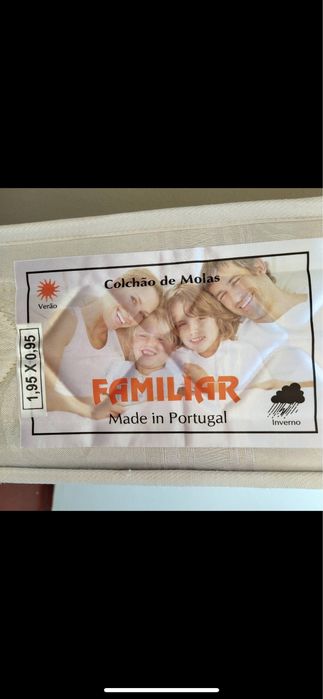 Colchão de Molas
Verão
1,95 X 0,95
FAMILIAR
Made in Portugal
Inverno